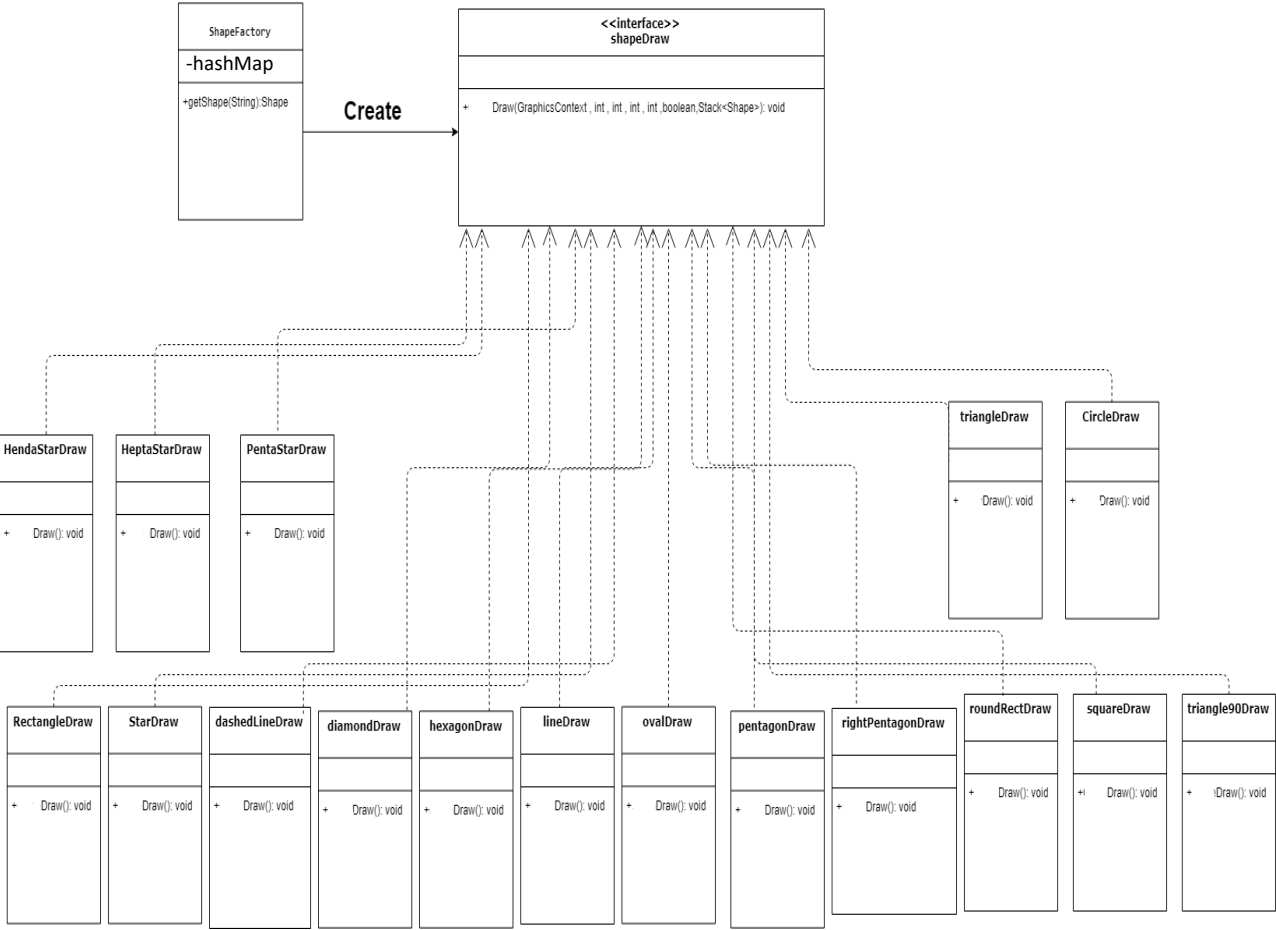 ShapeFactory
-hashMap
+getShape(String):Shape
Create
<<interface>>
shapeDraw
+ Draw(GraphicsContext , int , int , int , int ,boolean,Stack<Shape>): void
triangleDraw
+ Draw(): void
CircleDraw
+ Draw(): void
HendaStarDraw
+ Draw(): void
HeptaStarDraw
+ Draw(): void
PentaStarDraw
+ Draw(): void
RectangleDraw
+ Draw(): void
StarDraw
+ Draw(): void
dashedLineDraw
+ Draw(): void
diamondDraw
+ Draw(): void
hexagonDraw
+ Draw(): void
lineDraw
+ Draw(): void
ovalDraw
+ Draw(): void
pentagonDraw
+ Draw(): void
rightPentagonDraw
+ Draw(): void
roundRectDraw
+ Draw(): void
squareDraw
+ Draw(): void
triangle90Draw
+ Draw(): void